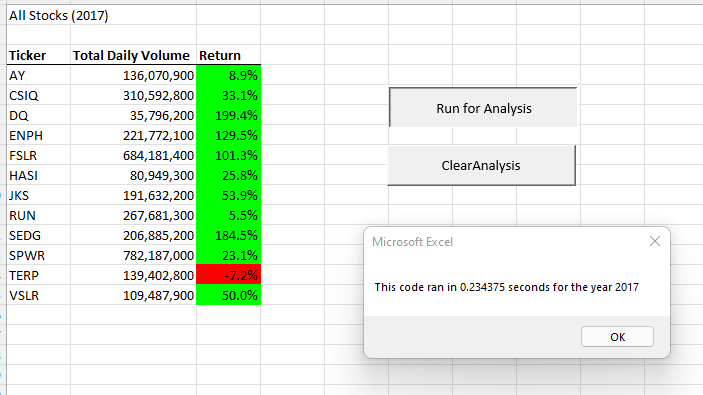 All Stocks (2017)
Ticker Total Daily Volume Return
AY 136,070,900 8.9%
CSIQ 310,592,800 33.1%
DQ 35,796,200 199.4%
ENPH 221,772,100 129.5%
FSLR 684,181,400 101.3%
HASI 80,949,300 25.8%
JKS 191,632,200 53.9%
RUN 267,681,300 5.5%
SEDG 206,885,200 184.5%
SPWR 782,187,000 23.1%
TERP 139,402,800 -7.2%
VSLR 109,487,900 50.0%
Run for Analysis
ClearAnalysis
Microsoft Excel
This code ran in 0.234375 seconds for the year 2017
OK